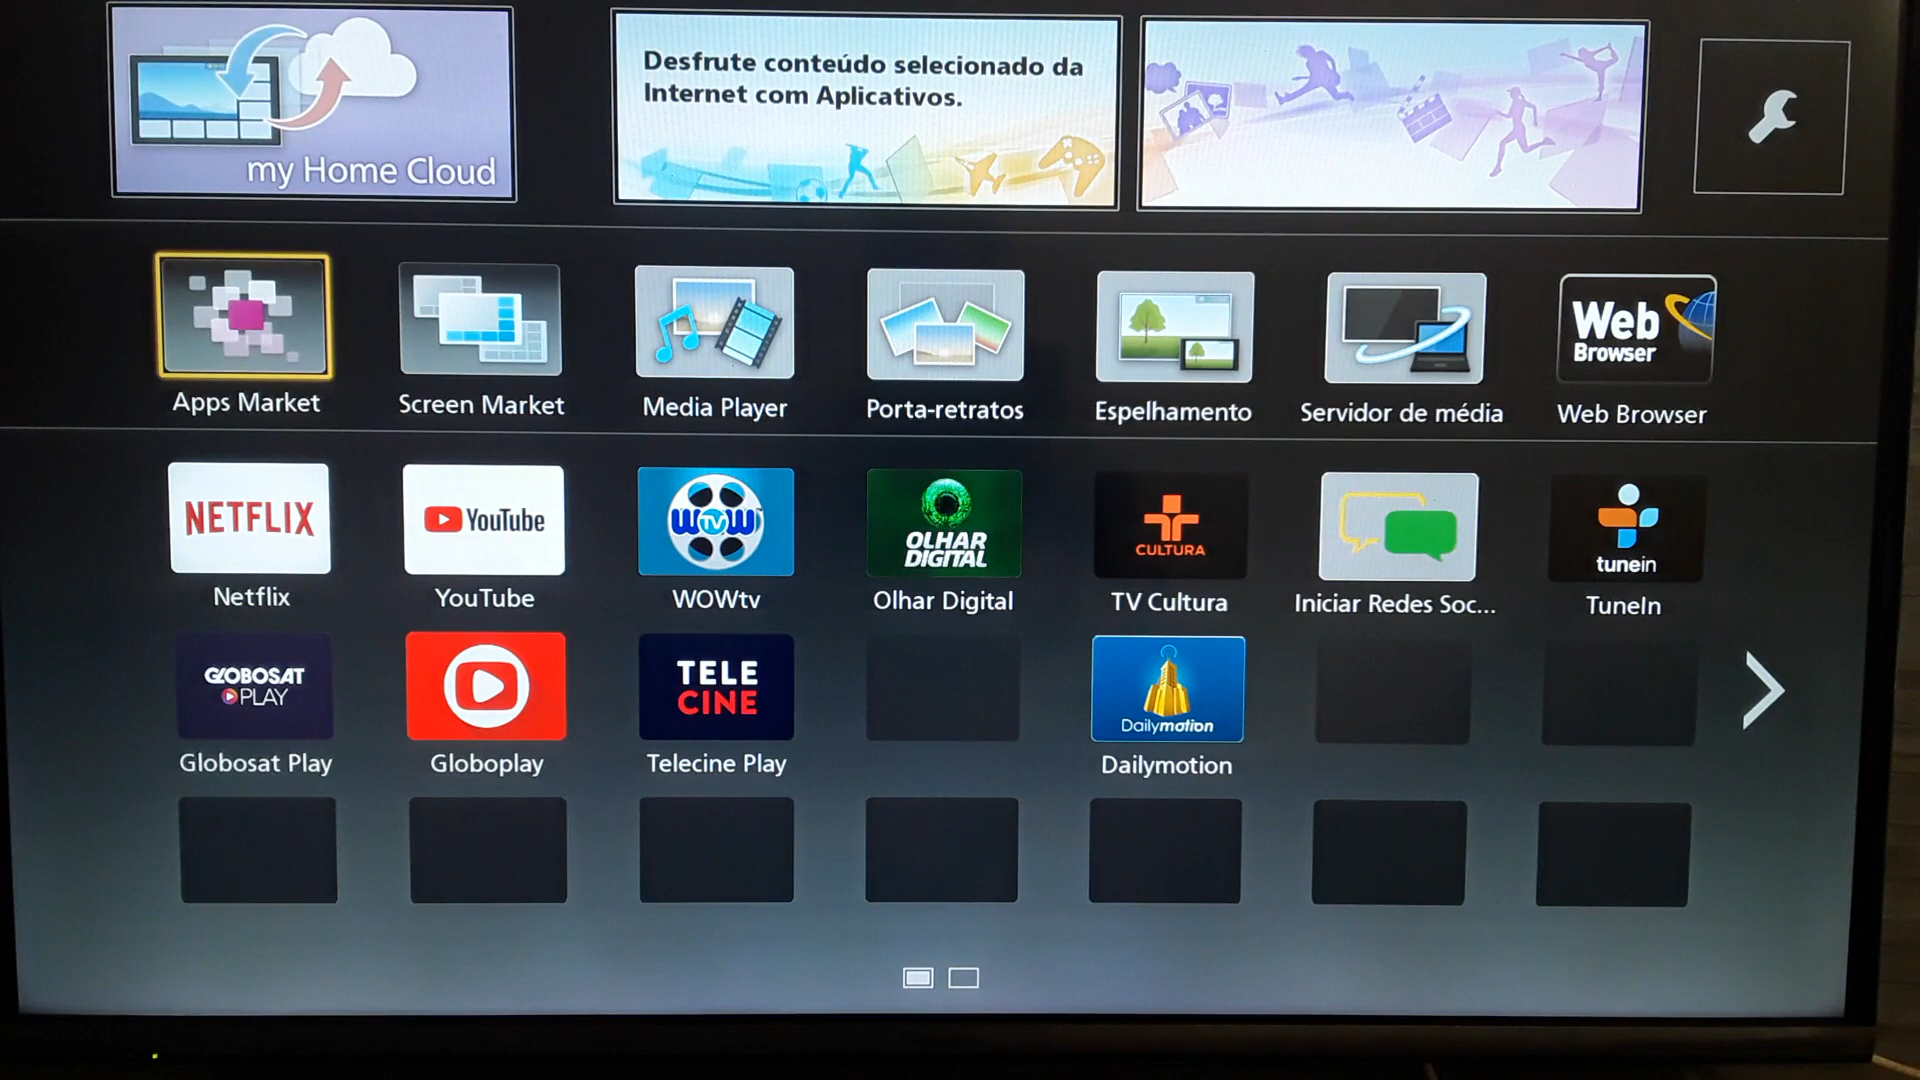 my Home Cloud
Desfrute conteúdo selecionado da
Internet com Aplicativos.
Web
Browser
Apps Market
Screen Market
Media Player
Porta-retratos
Espelhamento
Servidor de média
Web Browser
NETFLIX
YouTube
WOW
TV
OLHAR
DIGITAL
CULTURA
tunein
Netflix
YouTube
WOWtv
Olhar Digital
TV Cultura
Iniciar Redes Soc...
TuneIn
GLOBOSAT
PLAY
TELE
CINE
Dailymotion
Globosat Play
Globoplay
Telecine Play
Dailymotion